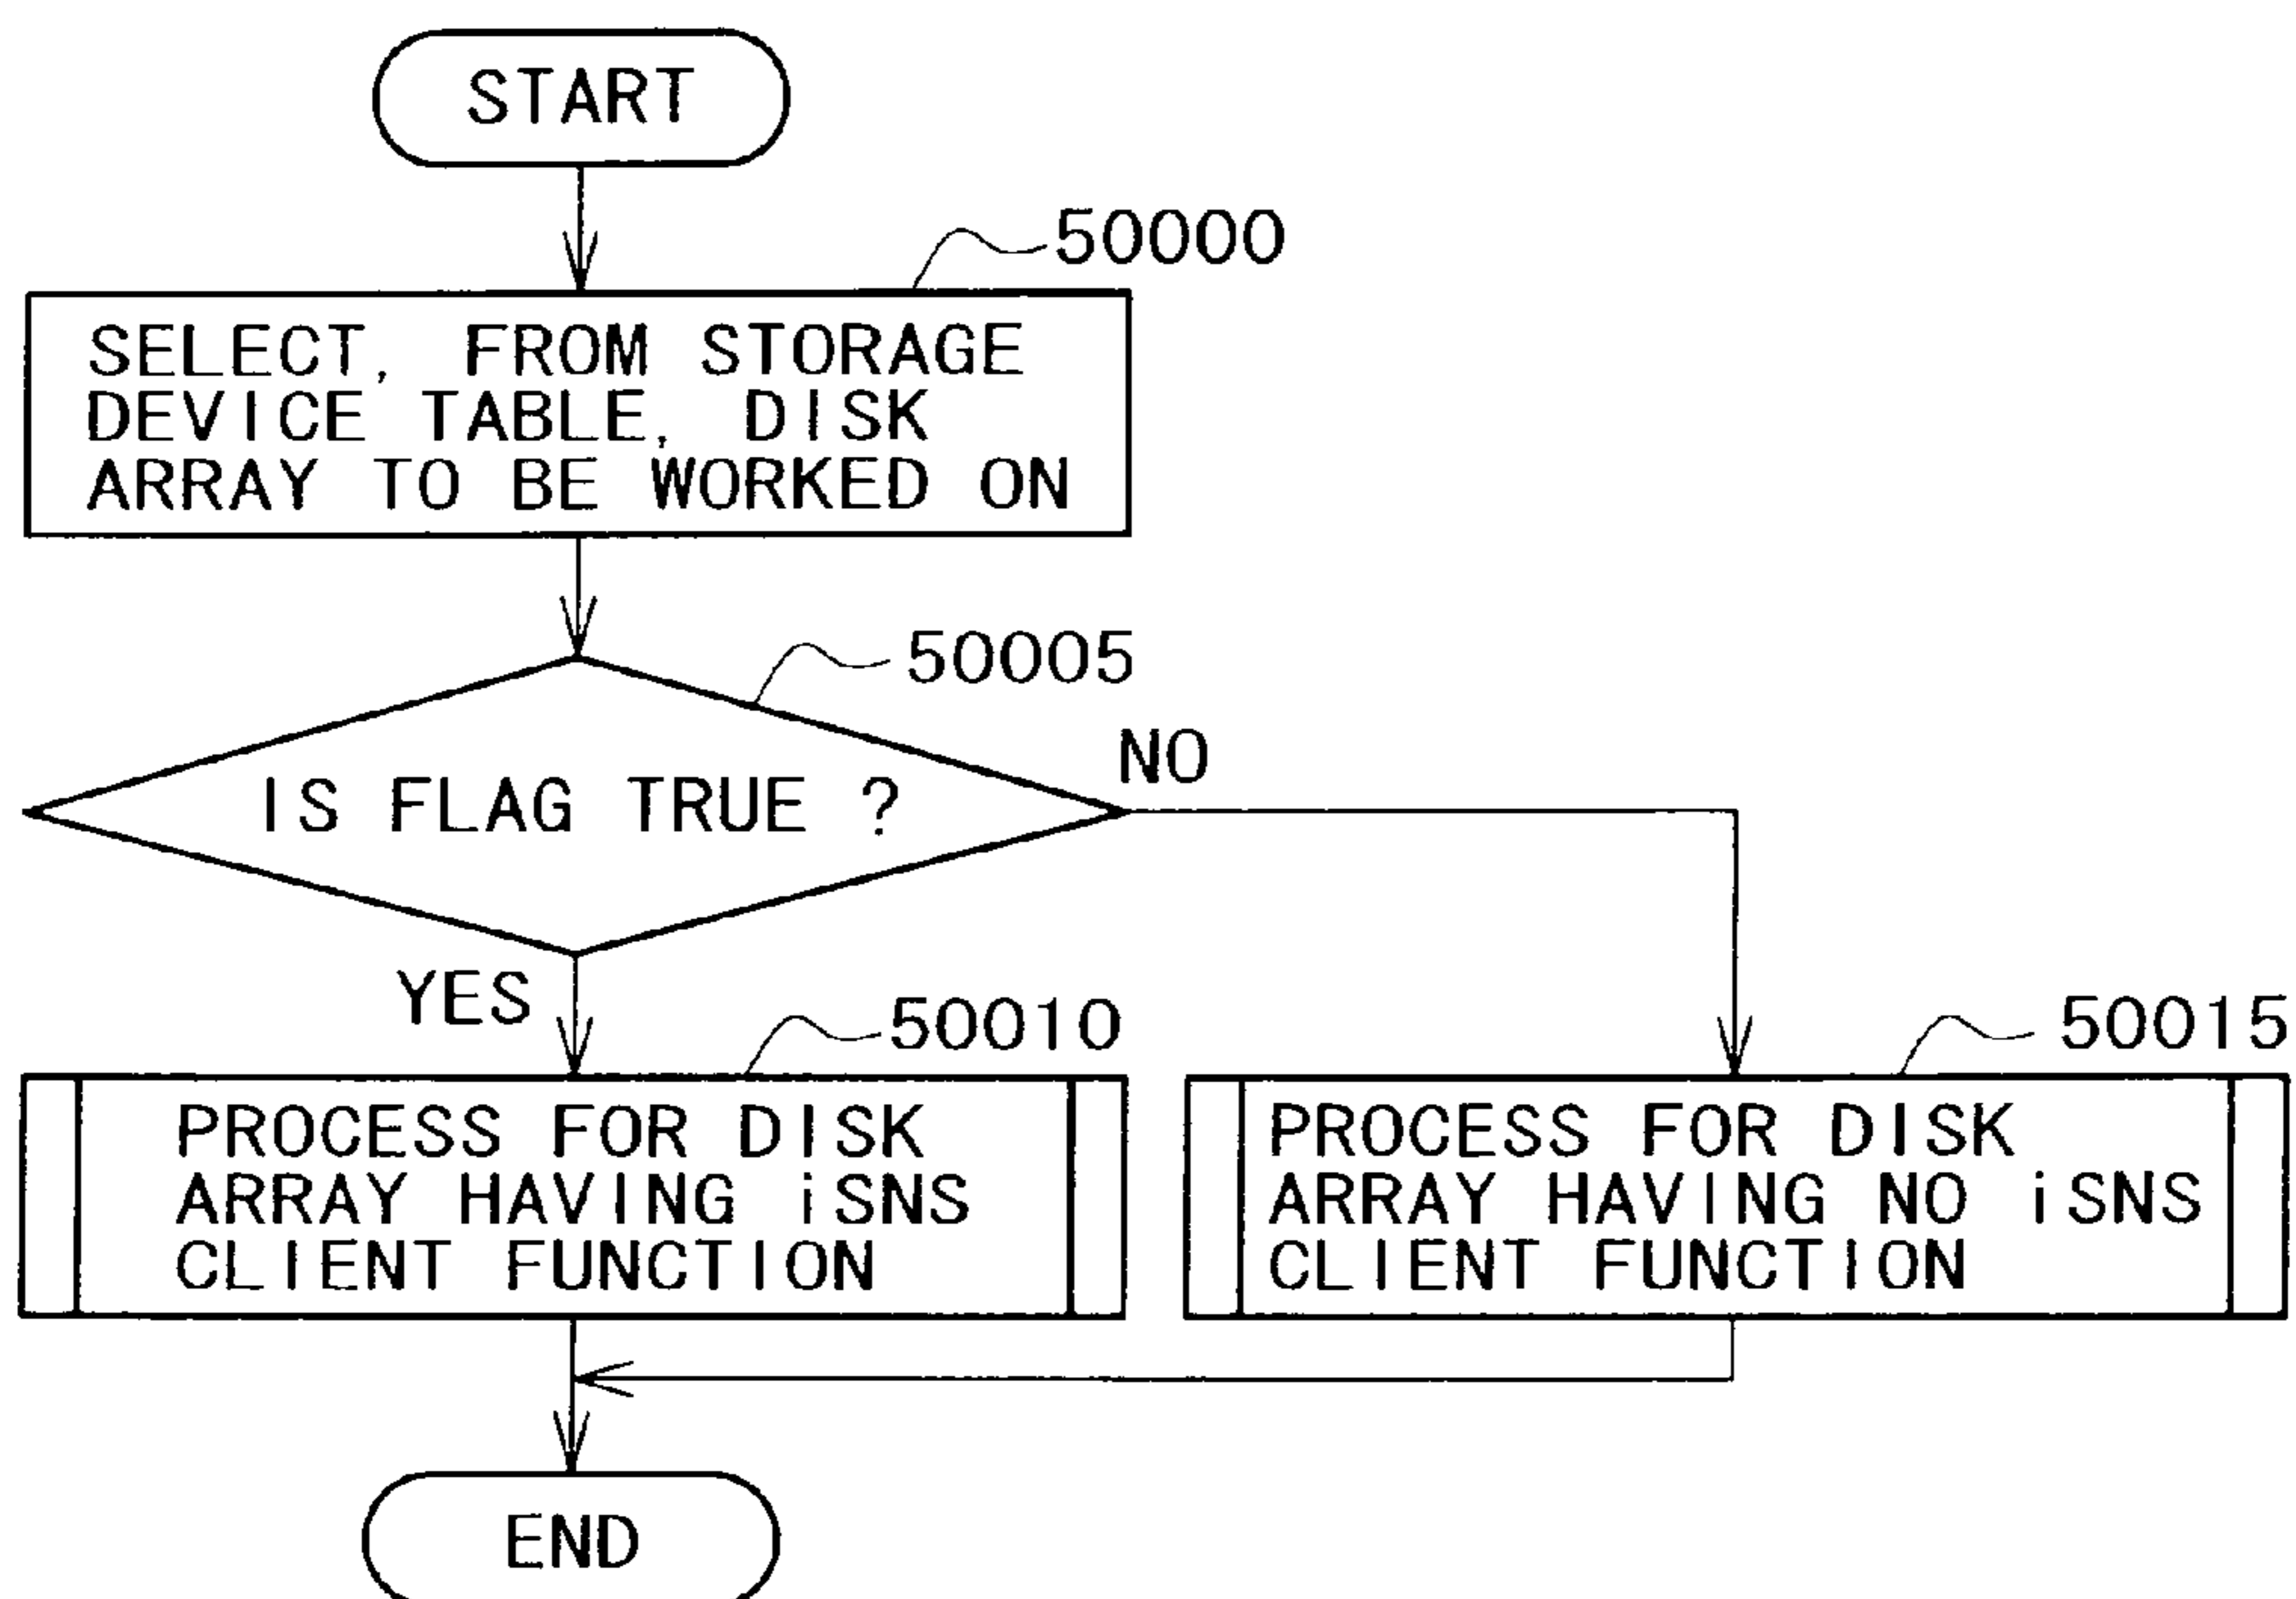 START
50000
SELECT, FROM STORAGE
DEVICE TABLE, DISK
ARRAY TO BE WORKED ON
50005
IS FLAG TRUE ?
NO
YES
50010
PROCESS FOR DISK
ARRAY HAVING iSNS
CLIENT FUNCTION
50015
PROCESS FOR DISK
ARRAY HAVING NO iSNS
CLIENT FUNCTION
END